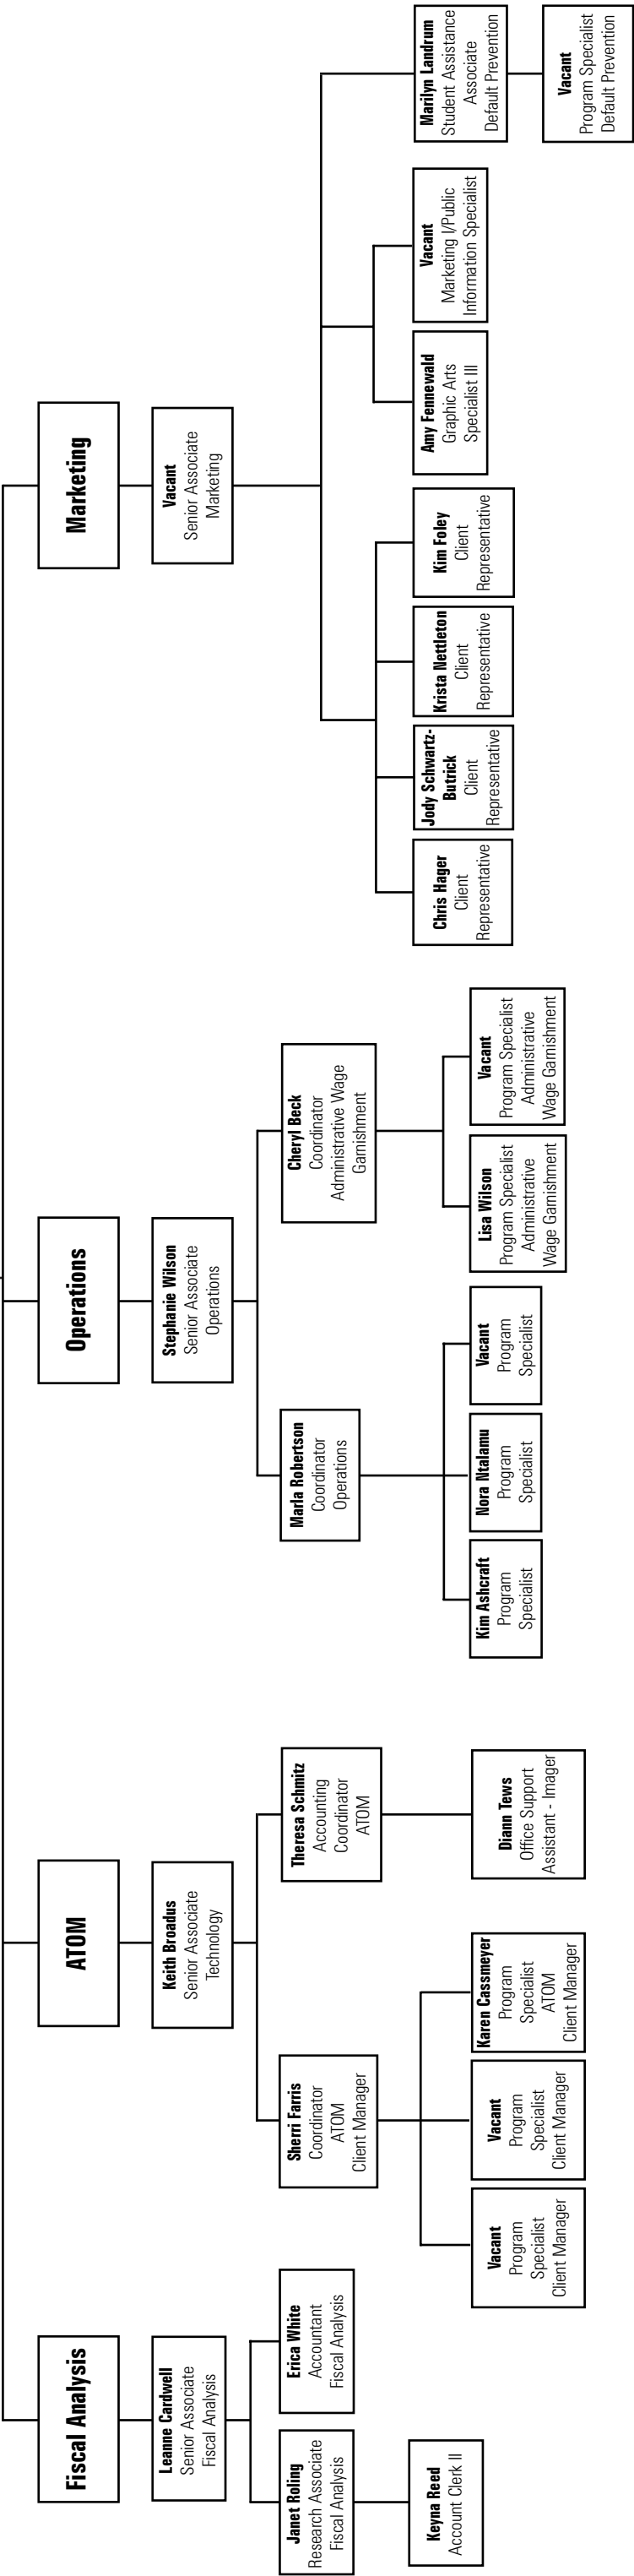 Fiscal Analysis
Leanne Cardwell
Senior Associate
Fiscal Analysis
Janet Roling
Research Associate
Fiscal Analysis
Keyna Reed
Account Clerk II
Erica White
Accountant
Fiscal Analysis
ATOM
Keith Broadus
Senior Associate
Technology
Sherri Farris
Coordinator
ATOM
Client Manager
Vacant
Program
Specialist
Client Manager
Vacant
Program
Specialist
Client Manager
Karen Cassmeyer
Program
Specialist
ATOM
Client Manager
Theresa Schmitz
Accounting
Coordinator
ATOM
Diann Tews
Office Support
Assistant - Imager
Operations
Stephanie Wilson
Senior Associate
Operations
Marla Robertson
Coordinator
Operations
Kim Ashcraft
Program
Specialist
Nora Ntalamu
Program
Specialist
Vacant
Program
Specialist
Cheryl Beck
Coordinator
Administrative Wage
Garnishment
Lisa Wilson
Program Specialist
Administrative
Wage Garnishment
Vacant
Program Specialist
Administrative
Wage Garnishment
Marketing
Vacant
Senior Associate
Marketing
Chris Hager
Client
Representative
Jody Schwartz-
Butrick
Client
Representative
Krista Nettleton
Client
Representative
Kim Foley
Client
Representative
Amy Fennewald
Graphic Arts
Specialist III
Vacant
Marketing I/Public
Information Specialist
Marilyn Landrum
Student Assistance
Associate
Default Prevention
Vacant
Program Specialist
Default Prevention